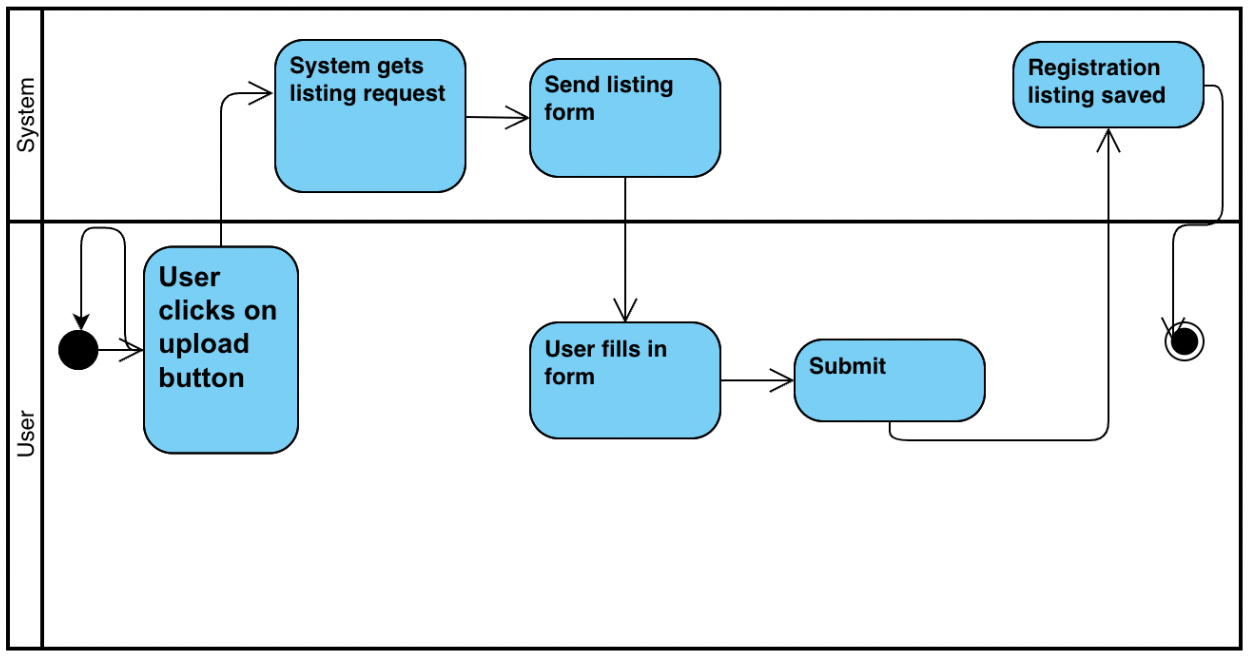 System
System gets
listing request
Send listing
form
Registration
listing saved
User
User
clicks on
upload
button
User fills in
form
Submit